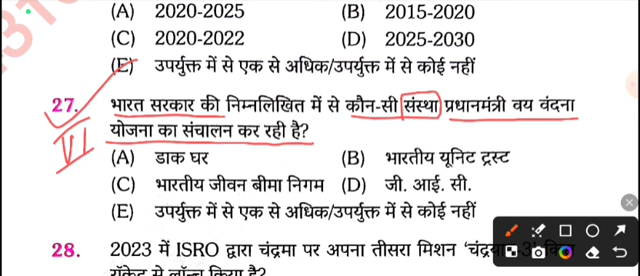 (A) 2020-2025 (B) 2015-2020
(C) 2020-2022 (D) 2025-2030
(E) उपर्युक्त में से एक से अधिक/उपर्युक्त में से कोई नहीं
27. भारत सरकार की निम्नलिखित में से कौन-सी संस्था प्रधानमंत्री वय वंदना
योजना का संचालन कर रही है?
VI
(A) डाक घर (B) भारतीय यूनिट ट्रस्ट
(C) भारतीय जीवन बीमा निगम (D) जी. आई. सी.
(E) उपर्युक्त में से एक से अधिक/उपर्युक्त में से कोई नहीं
28. 2023 में ISRO द्वारा चंद्रमा पर अपना तीसरा मिशन